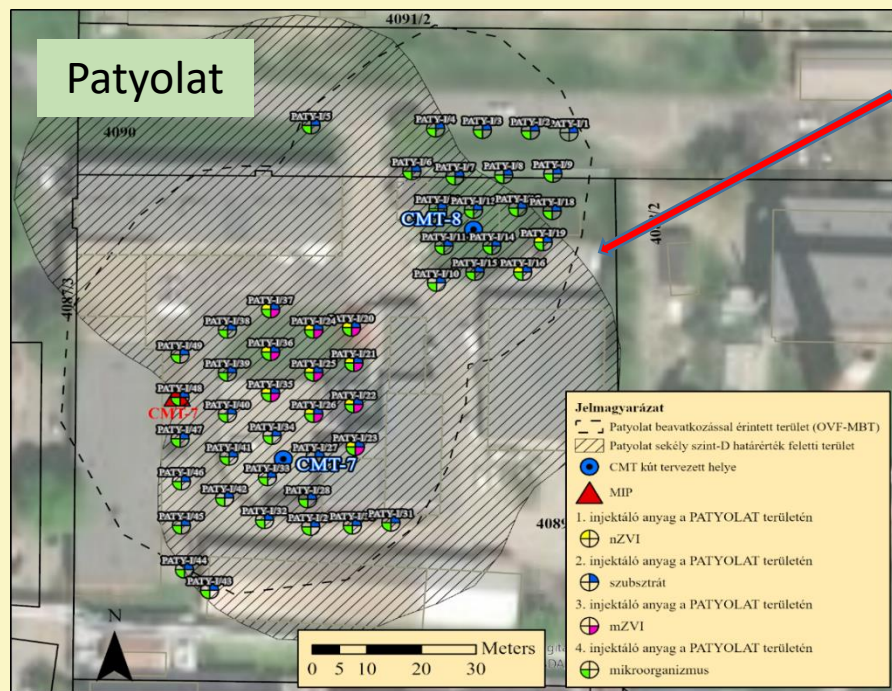 4091/2
Patyolat
PATY-I/5
PATY-I/4
PATY-I/3
PATY-I/2
PATY-I/1
4090
PATY-I/6
PATY-I/7
PATY-I/8
PATY-I/9
PATY-I/18
CMT-8
PATY-I/19
PATY-I/11
PATY-I/14
PATY-I/15
PATY-I/16
PATY-I/10
4087/3
PATY-I/37
PATY-I/38
PATY-I/24
PATY-I/20
PATY-I/49
PATY-I/36
PATY-I/21
PATY-I/39
PATY-I/25
PATY-I/48
PATY-I/35
PATY-I/22
CMT-7
PATY-I/40
PATY-I/26
PATY-I/47
PATY-I/34
PATY-I/23
PATY-I/41
PATY-I/27
CMT-7
PATY-I/46
PATY-I/33
PATY-I/42
PATY-I/28
PATY-I/45
PATY-I/32
PATY-I/31
PATY-I/44
PATY-I/43
Jelmagyarázat
Patyolat beavatkozással érintett terület (OVF-MBT)
Patyolat sekély szint-D határérték feletti terület
CMT kút tervezett helye
MIP
1. injektáló anyag a PATYOLAT területén
nZVI
2. injektáló anyag a PATYOLAT területén
szubsztrát
3. injektáló anyag a PATYOLAT területén
mZVI
4. injektáló anyag a PATYOLAT területén
mikroorganizmus
N
Meters
0 5 10 20 30